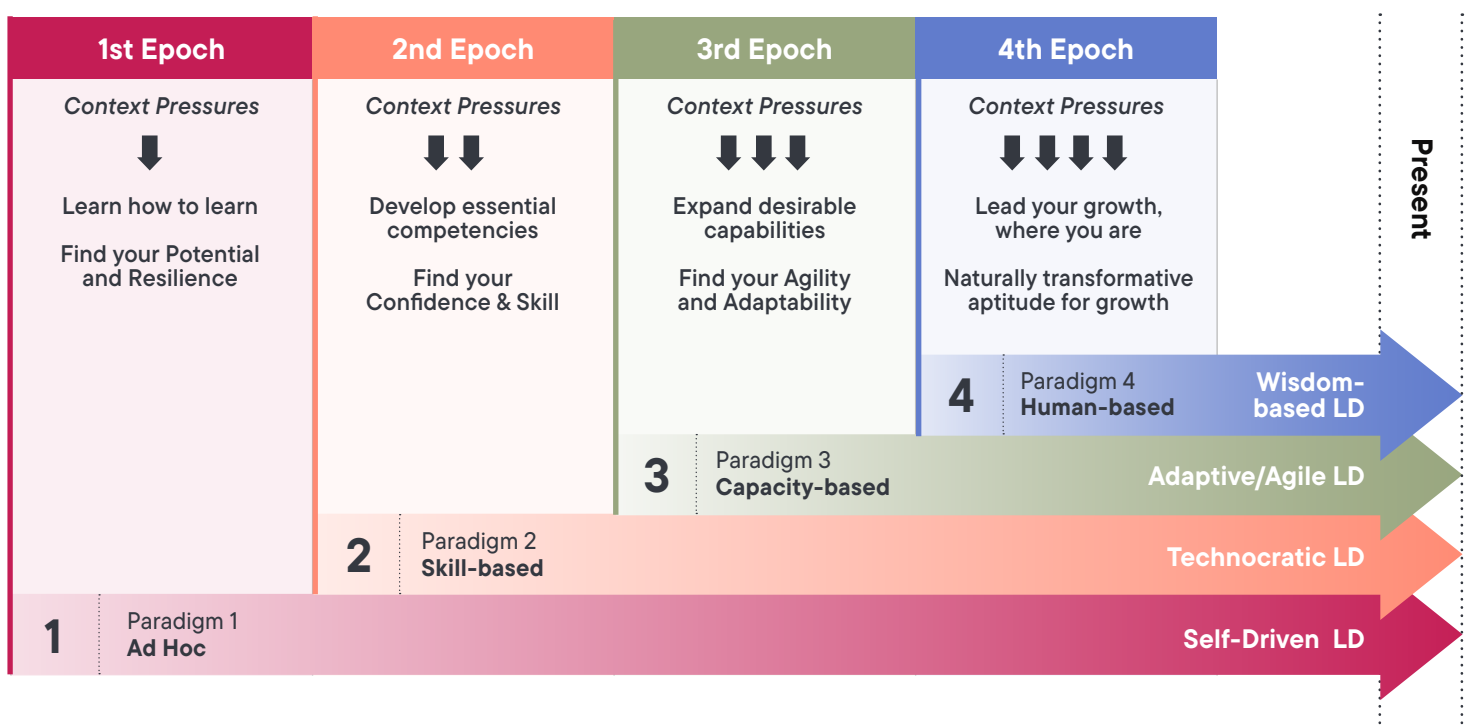 1st Epoch
Context Pressures
Learn how to learn
Find your Potential
and Resilience
2nd Epoch
Context Pressures
Develop essential
competencies
Find your
Confidence & Skill
3rd Epoch
Context Pressures
Expand desirable
capabilities
Find your Agility
and Adaptability
4th Epoch
Context Pressures
Lead your growth,
where you are
Naturally transformative
aptitude for growth
Present
4
Paradigm 4
Human-based
Wisdom-
based LD
3
Paradigm 3
Capacity-based
Adaptive/Agile LD
2
Paradigm 2
Skill-based
Technocratic LD
1
Paradigm 1
Ad Hoc
Self-Driven LD